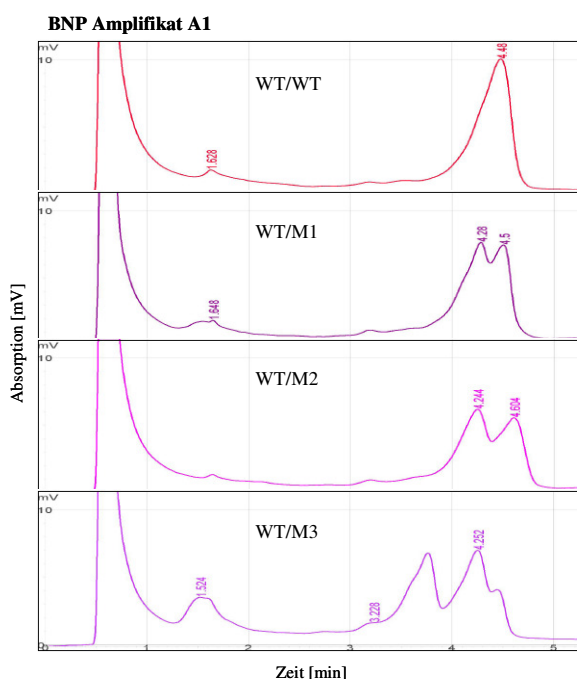 BNP Amplifikat A1
mV
10
WT/WT
1.628
4.48
10
WT/M1
1.648
4.28
4.5
mV
10
WT/M2
4.244
4.604
mV
10
WT/M3
1.524
3.228
4.252
0
1
2
3
4
5
Absorption [mV]
Zeit [min]